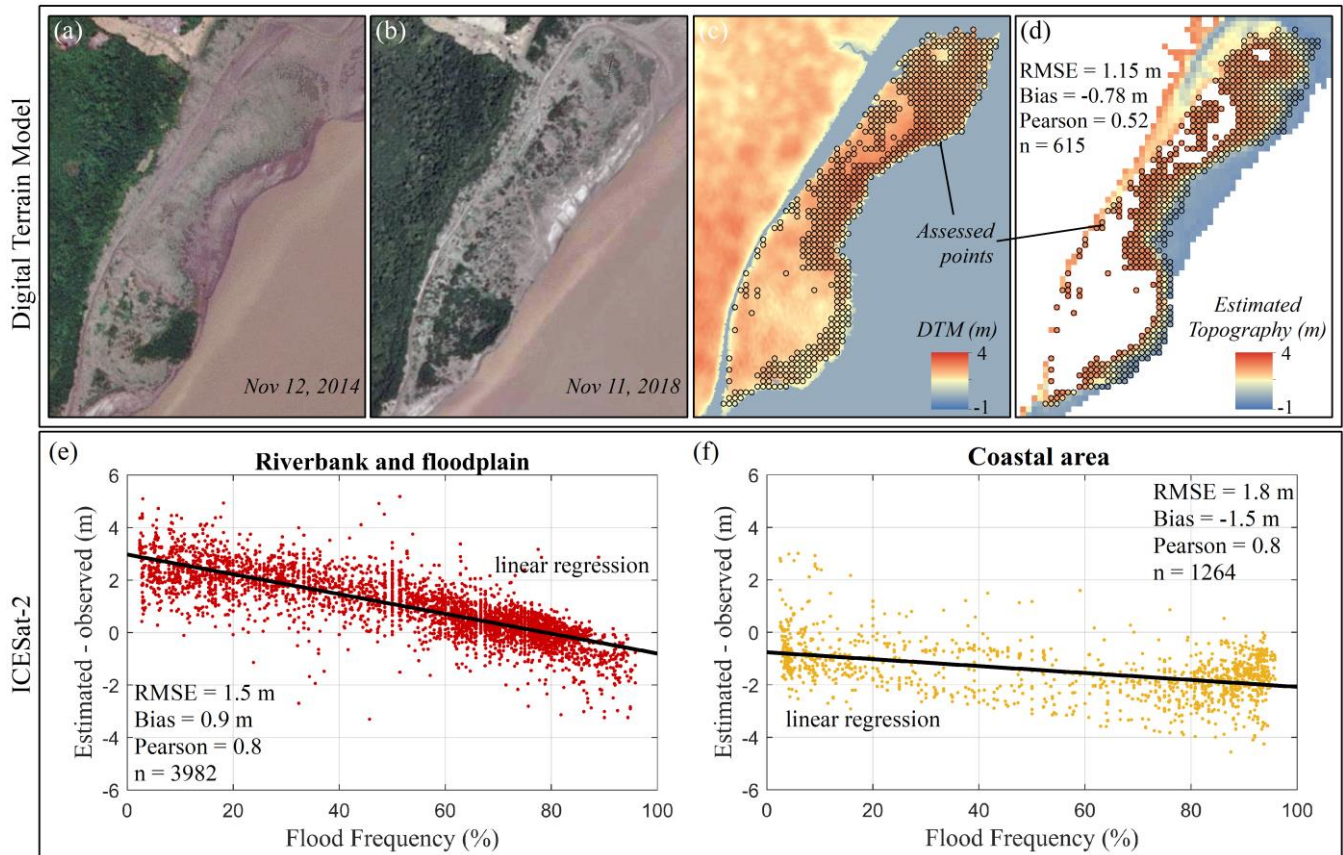 Digital Terrain Model
(a)
Nov 12, 2014
(b)
Nov 11, 2018
(c)
Assessed
points
DTM (m)
4
-1
(d)
RMSE = 1.15 m
Bias = -0.78 m
Pearson = 0.52
n = 615
Estimated
Topography (m)
4
-1
ICESat-2
(e)
Riverbank and floodplain
Estimated - observed (m)
6
4
2
0
-2
-4
-6
linear regression
RMSE = 1.5 m
Bias = 0.9 m
Pearson = 0.8
n = 3982
0 20 40 60 80 100
Flood Frequency (%)
(f)
Coastal area
Estimated - observed (m)
6
4
2
0
-2
-4
-6
RMSE = 1.8 m
Bias = -1.5 m
Pearson = 0.8
n = 1264
linear regression
0 20 40 60 80 100
Flood Frequency (%)